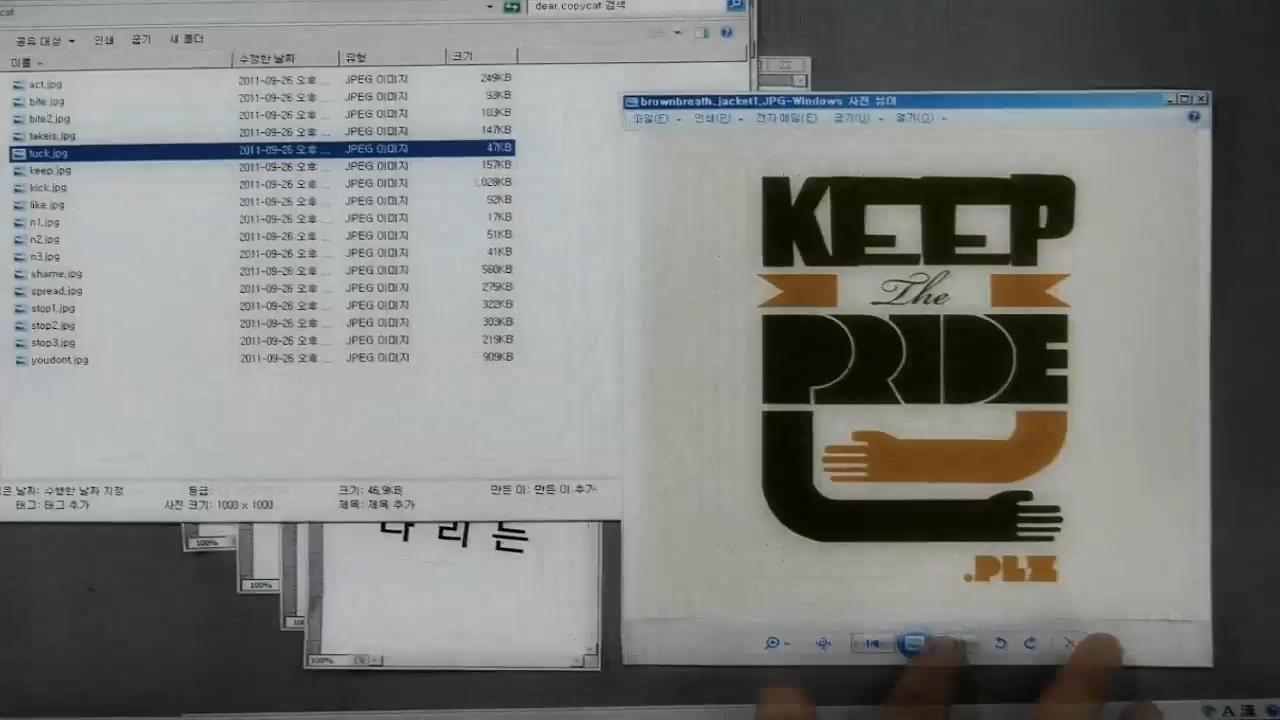 cat
dear.copycat 검색
공유 대상 인쇄 굽기 새 폴더
이름 수정한 날짜 유형 크기
act.jpg 2011-09-26 오후 ... JPEG 이미지 249KB
bite.jpg 2011-09-26 오후 ... JPEG 이미지 93KB
bite2.jpg 2011-09-26 오후 ... JPEG 이미지 103KB
takeis.jpg 2011-09-26 오후 ... JPEG 이미지 147KB
fuck.jpg 2011-09-26 오후 ... JPEG 이미지 47KB
keep.jpg 2011-09-26 오후 ... JPEG 이미지 157KB
kick.jpg 2011-09-26 오후 ... JPEG 이미지 1,028KB
like.jpg 2011-09-26 오후 ... JPEG 이미지 92KB
n1.jpg 2011-09-26 오후 ... JPEG 이미지 17KB
n2.jpg 2011-09-26 오후 ... JPEG 이미지 51KB
n3.jpg 2011-09-26 오후 ... JPEG 이미지 41KB
shame.jpg 2011-09-26 오후 ... JPEG 이미지 560KB
spread.jpg 2011-09-26 오후 ... JPEG 이미지 275KB
stop1.jpg 2011-09-26 오후 ... JPEG 이미지 322KB
stop2.jpg 2011-09-26 오후 ... JPEG 이미지 303KB
stop3.jpg 2011-09-26 오후 ... JPEG 이미지 219KB
youdont.jpg 2011-09-26 오후 ... JPEG 이미지 909KB
은 날짜: 수행한 날짜 지정 등급: 크기: 46.9KB 만든 이: 만든 이 추가
태그: 태그 추가 사진 크기: 1000 x 1000 제목: 제목 추가
100%
100%
100%
다리는
brownbreath_jacket1.JPG-Windows 사진 뷰어
파일(F) 인쇄(P) 전자 메일(E) 굽기(U) 열기(O)
KEEP
The
PRIDE
.PLZ
A 漢